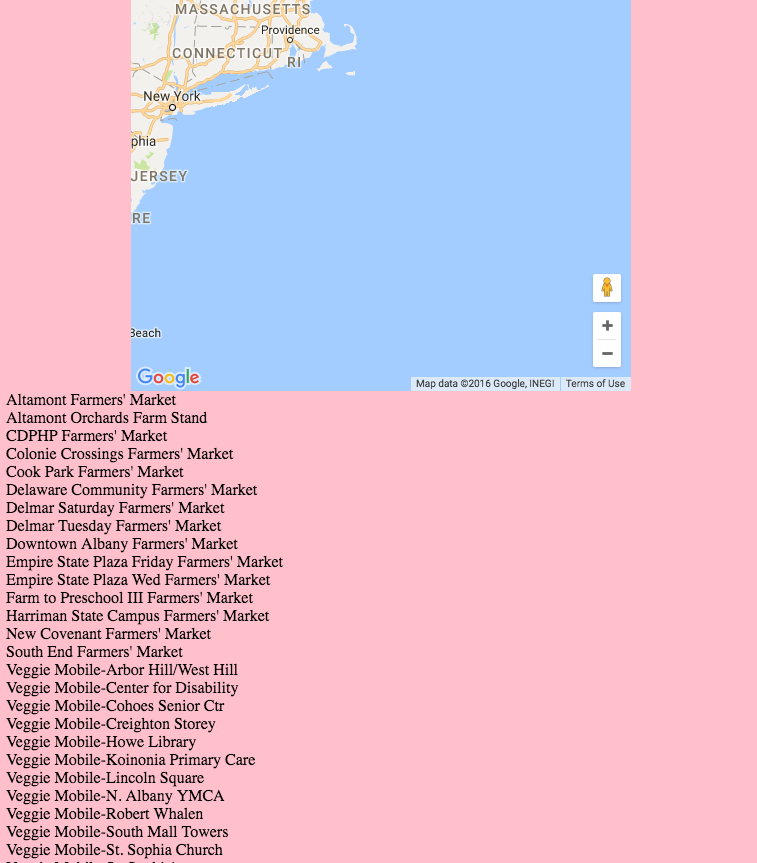 MASSACHUSETTS
Providence
CONNECTICUT
RI
New York
phia
JERSEY
RE
Beach
+
−
Google
Map data ©2016 Google, INEGI
Terms of Use
Altamont Farmers' Market
Altamont Orchards Farm Stand
CDPHP Farmers' Market
Colonie Crossings Farmers' Market
Cook Park Farmers' Market
Delaware Community Farmers' Market
Delmar Saturday Farmers' Market
Delmar Tuesday Farmers' Market
Downtown Albany Farmers' Market
Empire State Plaza Friday Farmers' Market
Empire State Plaza Wed Farmers' Market
Farm to Preschool III Farmers' Market
Harriman State Campus Farmers' Market
New Covenant Farmers' Market
South End Farmers' Market
Veggie Mobile-Arbor Hill/West Hill
Veggie Mobile-Center for Disability
Veggie Mobile-Cohoes Senior Ctr
Veggie Mobile-Creighton Storey
Veggie Mobile-Howe Library
Veggie Mobile-Koinonia Primary Care
Veggie Mobile-Lincoln Square
Veggie Mobile-N. Albany YMCA
Veggie Mobile-Robert Whalen
Veggie Mobile-South Mall Towers
Veggie Mobile-St. Sophia Church